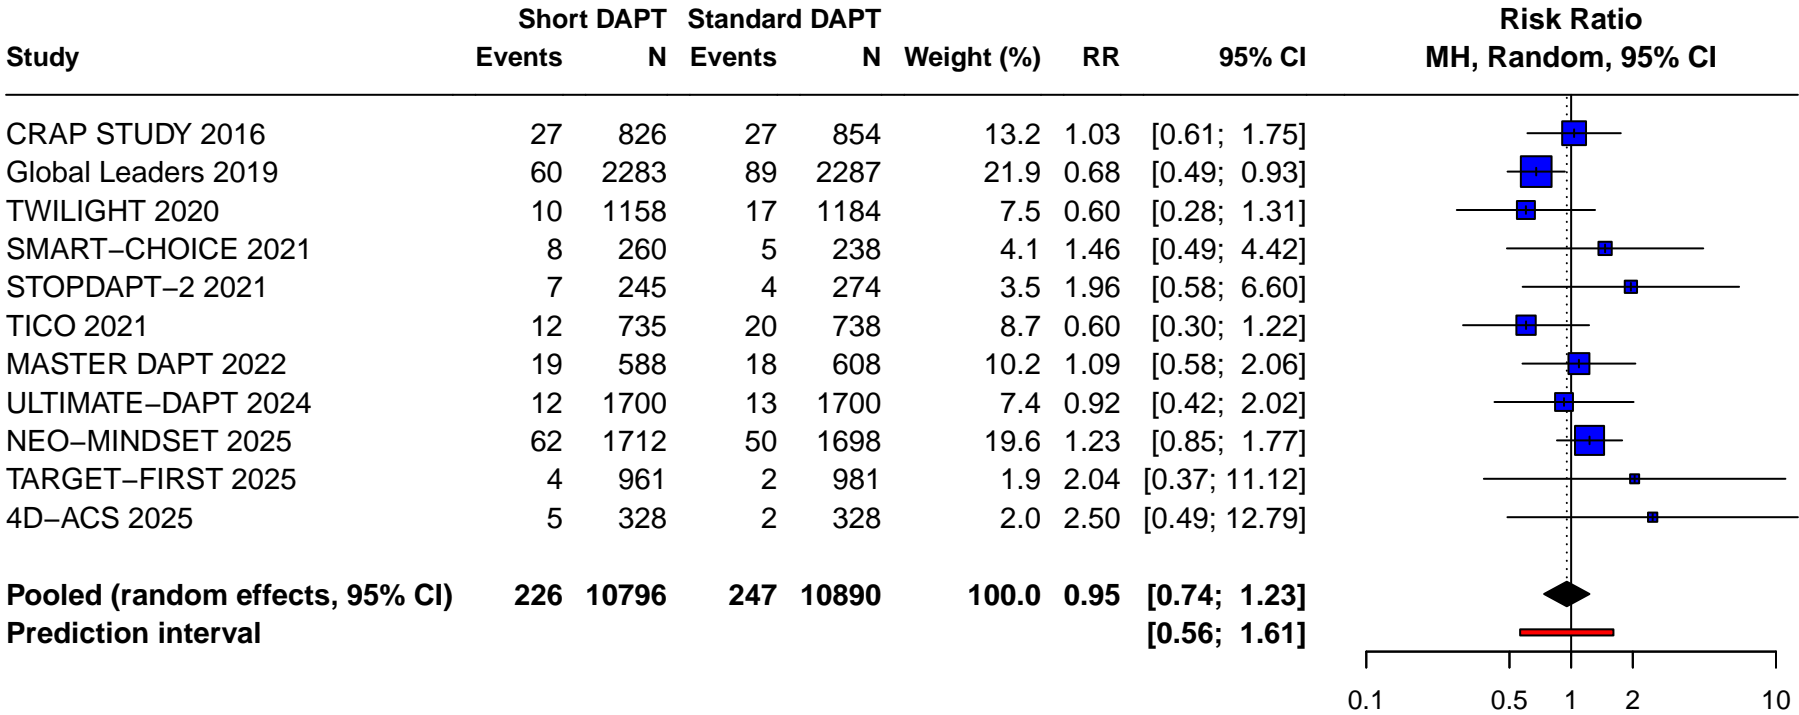 Short DAPT Standard DAPT Risk Ratio
Study Events N Events N Weight (%) RR 95% CI MH, Random, 95% CI
CRAP STUDY 2016 27 826 27 854 13.2 1.03 [0.61; 1.75]
Global Leaders 2019 60 2283 89 2287 21.9 0.68 [0.49; 0.93]
TWILIGHT 2020 10 1158 17 1184 7.5 0.60 [0.28; 1.31]
SMART−CHOICE 2021 8 260 5 238 4.1 1.46 [0.49; 4.42]
STOPDAPT−2 2021 7 245 4 274 3.5 1.96 [0.58; 6.60]
TICO 2021 12 735 20 738 8.7 0.60 [0.30; 1.22]
MASTER DAPT 2022 19 588 18 608 10.2 1.09 [0.58; 2.06]
ULTIMATE−DAPT 2024 12 1700 13 1700 7.4 0.92 [0.42; 2.02]
NEO−MINDSET 2025 62 1712 50 1698 19.6 1.23 [0.85; 1.77]
TARGET−FIRST 2025 4 961 2 981 1.9 2.04 [0.37; 11.12]
4D−ACS 2025 5 328 2 328 2.0 2.50 [0.49; 12.79]
Pooled (random effects, 95% CI) 226 10796 247 10890 100.0 0.95 [0.74; 1.23]
Prediction interval [0.56; 1.61]
0.1 0.5 1 2 10